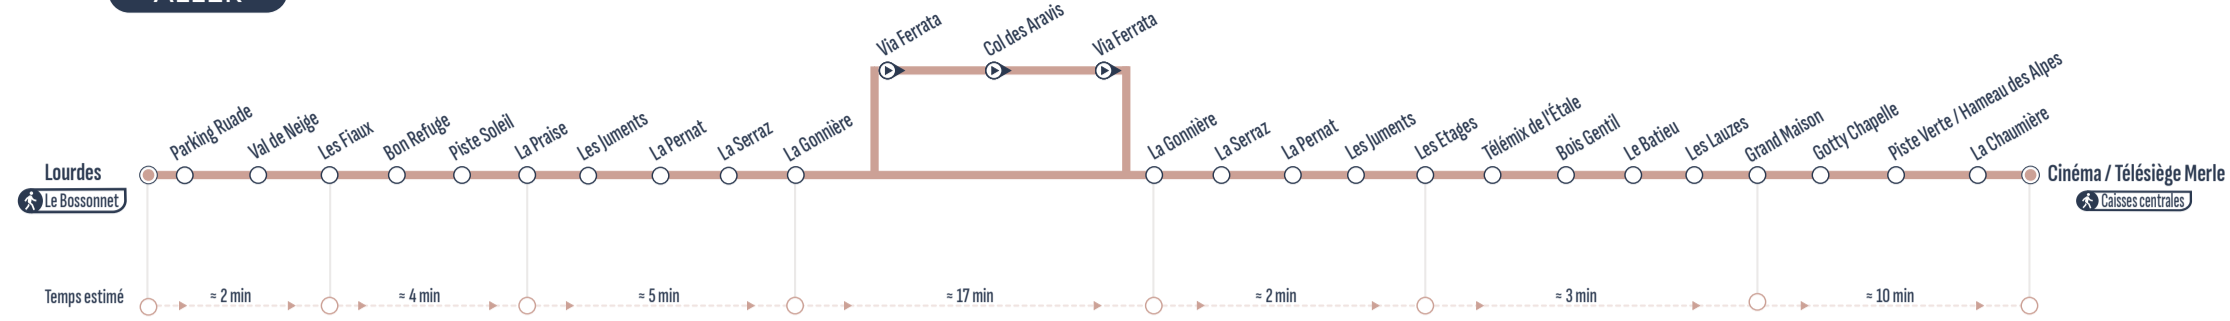 ALLER
Via Ferrata
Col des Aravis
Via Ferrata
Lourdes
Le Bossonnet
Parking Ruade
Val de Neige
Les Fiaux
Bon Refuge
Piste Soleil
La Praise
Les Juments
La Pernat
La Serraz
La Gonnière
La Gonnière
La Serraz
La Pernat
Les Juments
Les Etages
Télémix de l'Étale
Bois Gentil
Le Batieu
Les Lauzes
Grand Maison
Gotty Chapelle
Piste Verte / Hameau des Alpes
La Chaumière
Cinéma / Télésiège Merle
Caisses centrales
Temps estimé
≈ 2 min
≈ 4 min
≈ 5 min
≈ 17 min
≈ 2 min
≈ 3 min
≈ 10 min